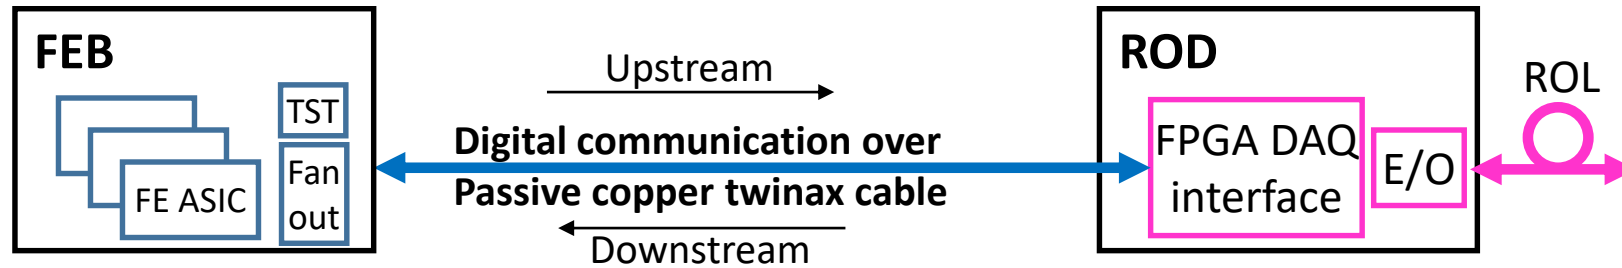 FEB
TST
Fan
out
FE ASIC
Upstream
Digital communication over
Passive copper twinax cable
Downstream
ROD
FPGA DAQ
interface
E/O
ROL